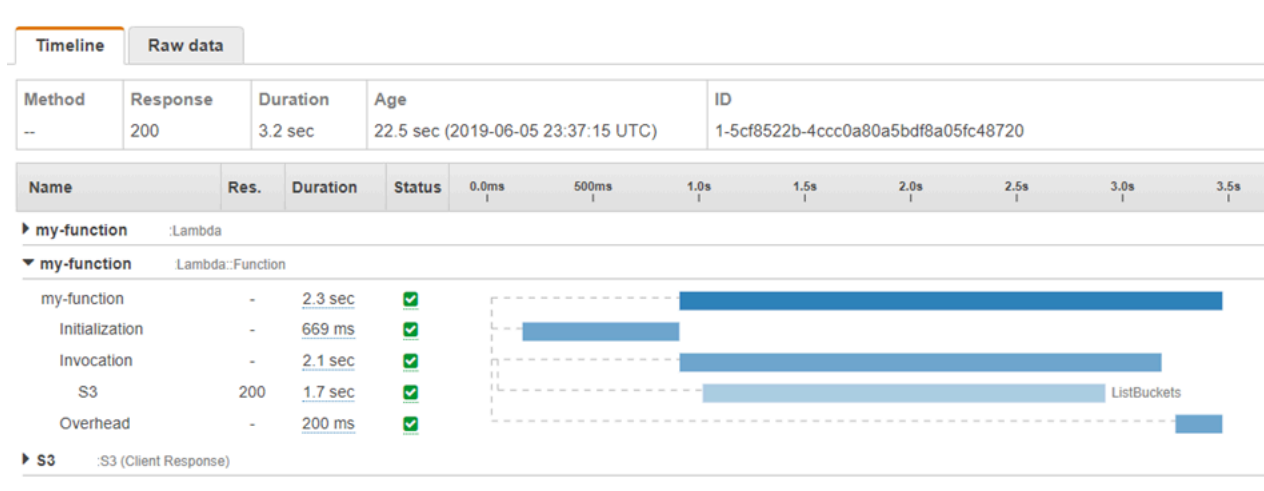 Timeline Raw data
Method Response Duration Age ID
-- 200 3.2 sec 22.5 sec (2019-06-05 23:37:15 UTC) 1-5cf8522b-4ccc0a80a5bdf8a05fc48720
Name Res. Duration Status 0.0ms 500ms 1.0s 1.5s 2.0s 2.5s 3.0s 3.5s
my-function :Lambda
my-function :Lambda::Function
my-function - 2.3 sec
Initialization - 669 ms
Invocation - 2.1 sec
S3 200 1.7 sec ListBuckets
Overhead - 200 ms
S3 :S3 (Client Response)